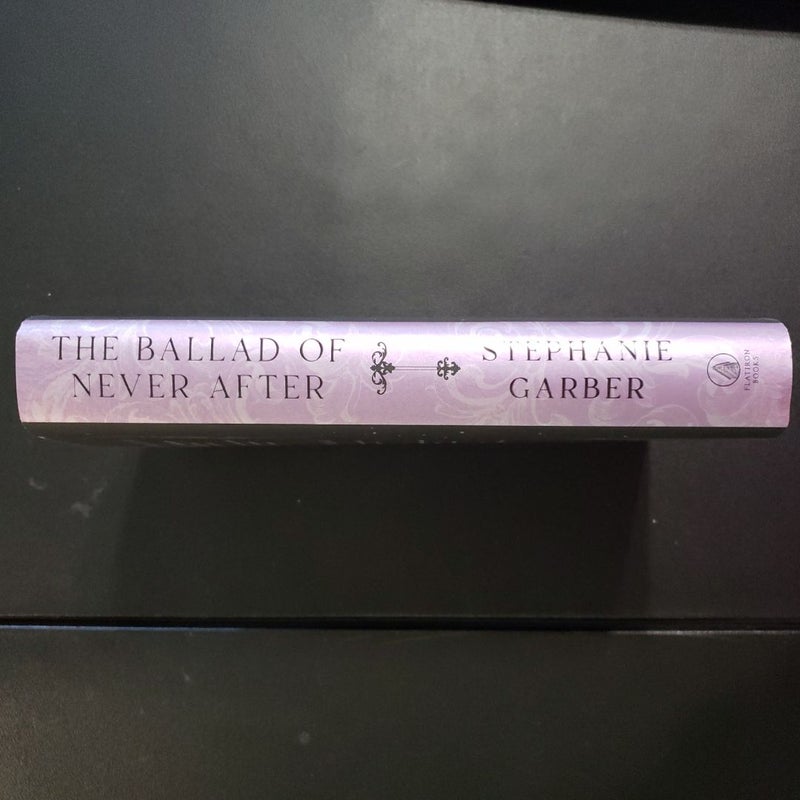 THE BALLAD OF
NEVER AFTER
STEPHANIE
GARBER
FLATIRON
BOOKS